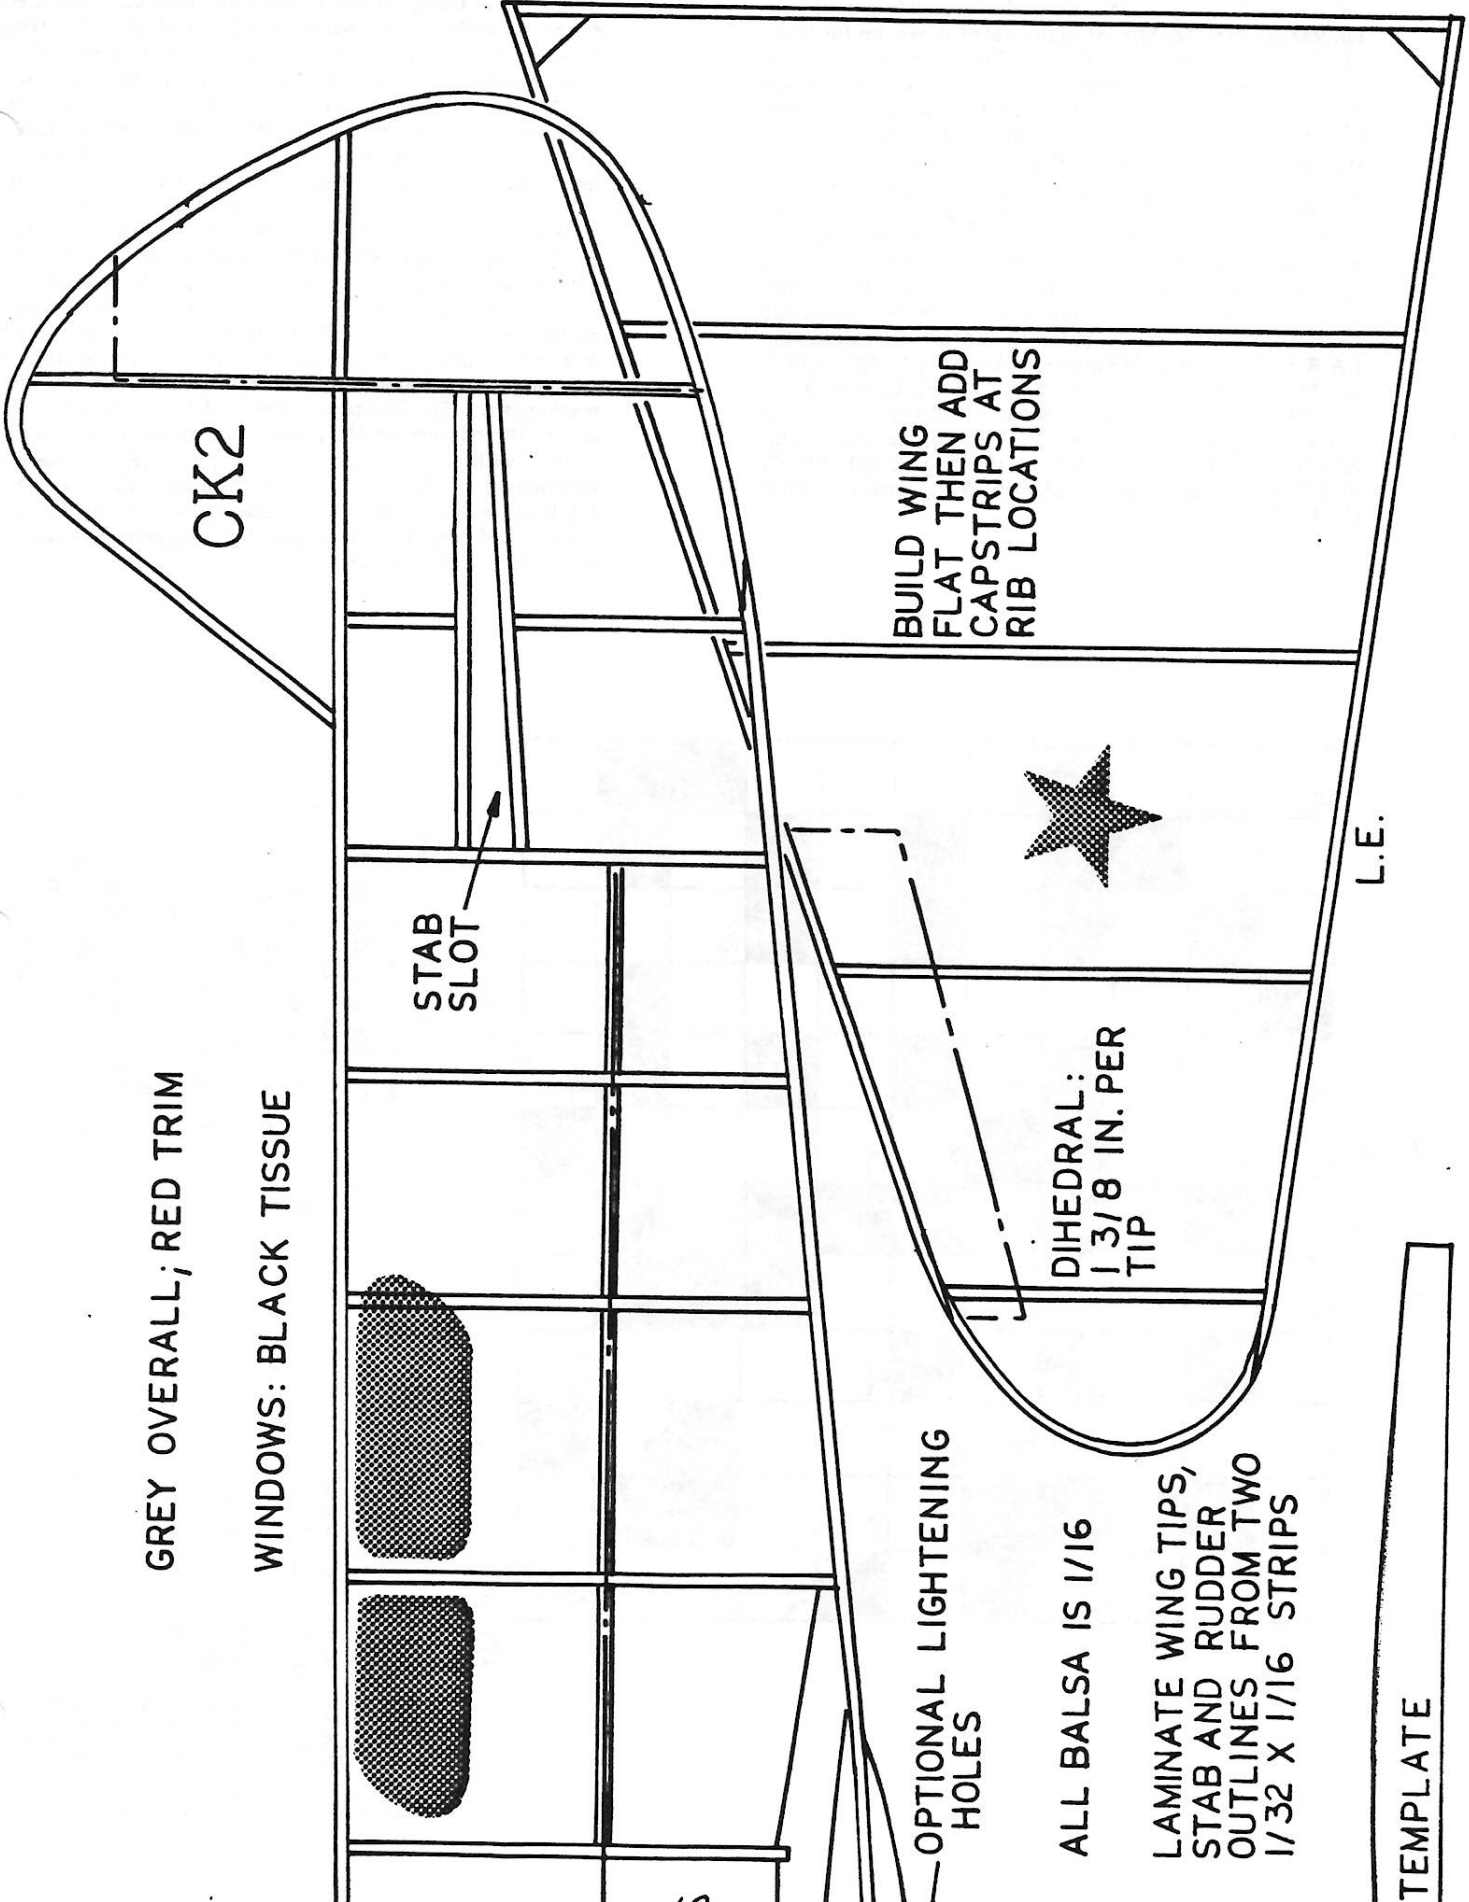 GREY OVERALL; RED TRIM
WINDOWS: BLACK TISSUE
CK2
STAB
SLOT
BUILD WING
FLAT THEN ADD
CAPSTRIPS AT
RIB LOCATIONS
OPTIONAL LIGHTENING
HOLES
DIHEDRAL:
1 3/8 IN. PER
TIP
ALL BALSA IS 1/16
LAMINATE WING TIPS,
STAB AND RUDDER
OUTLINES FROM TWO
1/32 X 1/16 STRIPS
L.E.
TEMPLATE